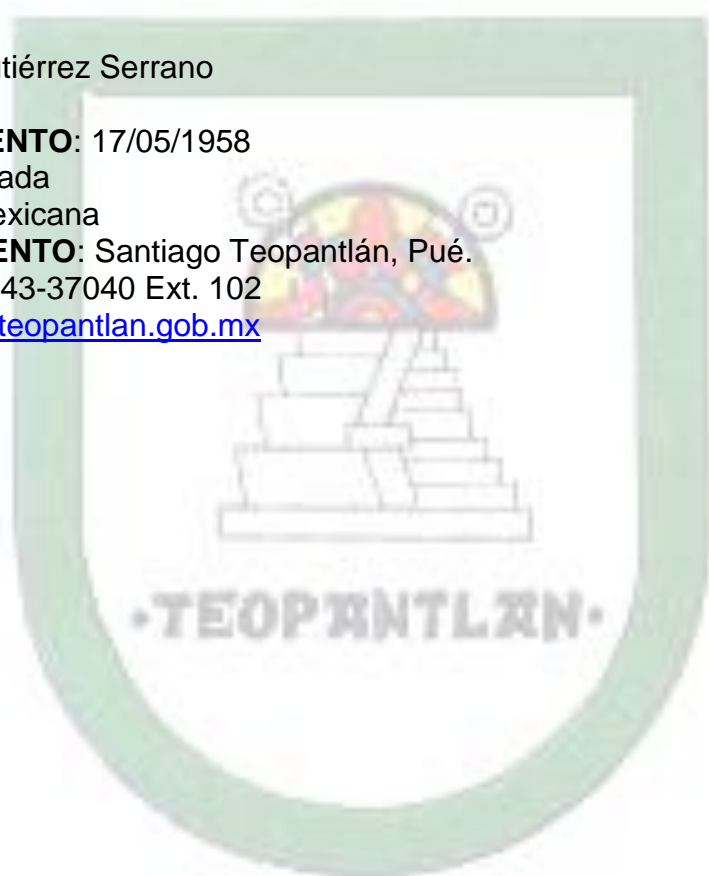 utiérrez Serrano
ENTO: 17/05/1958
ada
exicana
ENTO: Santiago Teopantlán, Pué.
43-37040 Ext. 102
teopantlan.gob.mx
•TEOPANTLAN•